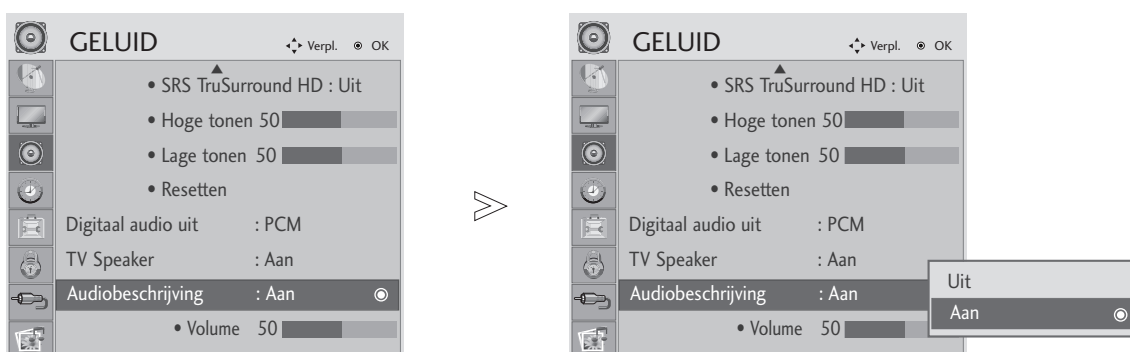 GELUID Verpl. OK
• SRS TruSurround HD : Uit
• Hoge tonen 50
• Lage tonen 50
• Resetten
Digitaal audio uit : PCM
TV Speaker : Aan
Audiobeschrijving : Aan
• Volume 50
GELUID Verpl. OK
• SRS TruSurround HD : Uit
• Hoge tonen 50
• Lage tonen 50
• Resetten
Digitaal audio uit : PCM
TV Speaker : Aan
Audiobeschrijving : Aan
• Volume 50
Uit
Aan